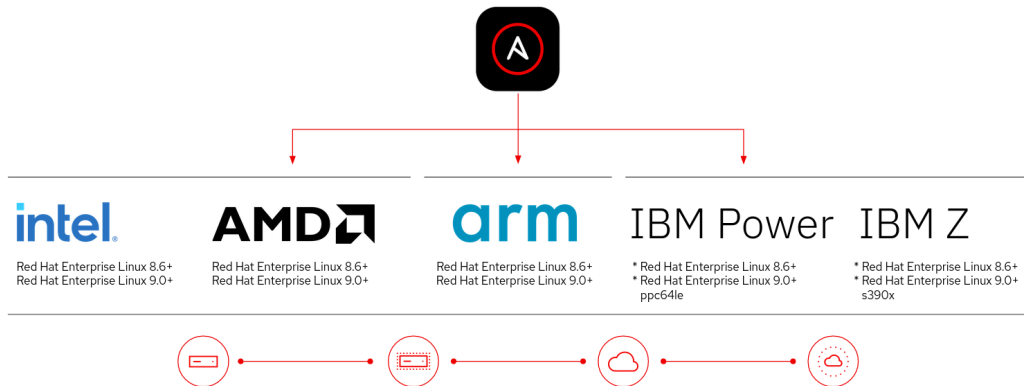 intel
Red Hat Enterprise Linux 8.6+
Red Hat Enterprise Linux 9.0+
AMD
Red Hat Enterprise Linux 8.6+
Red Hat Enterprise Linux 9.0+
arm
Red Hat Enterprise Linux 8.6+
Red Hat Enterprise Linux 9.0+
IBM Power
* Red Hat Enterprise Linux 8.6+
* Red Hat Enterprise Linux 9.0+
ppc64le
IBM Z
* Red Hat Enterprise Linux 8.6+
* Red Hat Enterprise Linux 9.0+
s390x